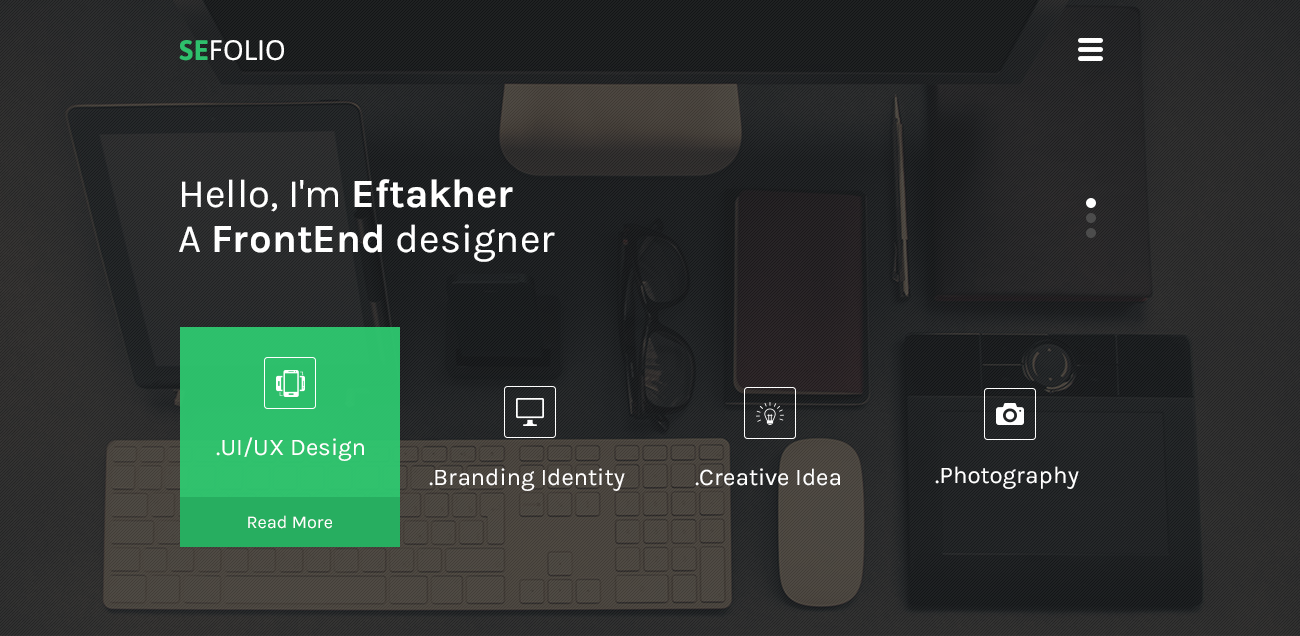 SEFOLIO
Hello, I'm Eftakher
A FrontEnd designer
.UI/UX Design
Read More
.Branding Identity
.Creative Idea
.Photography